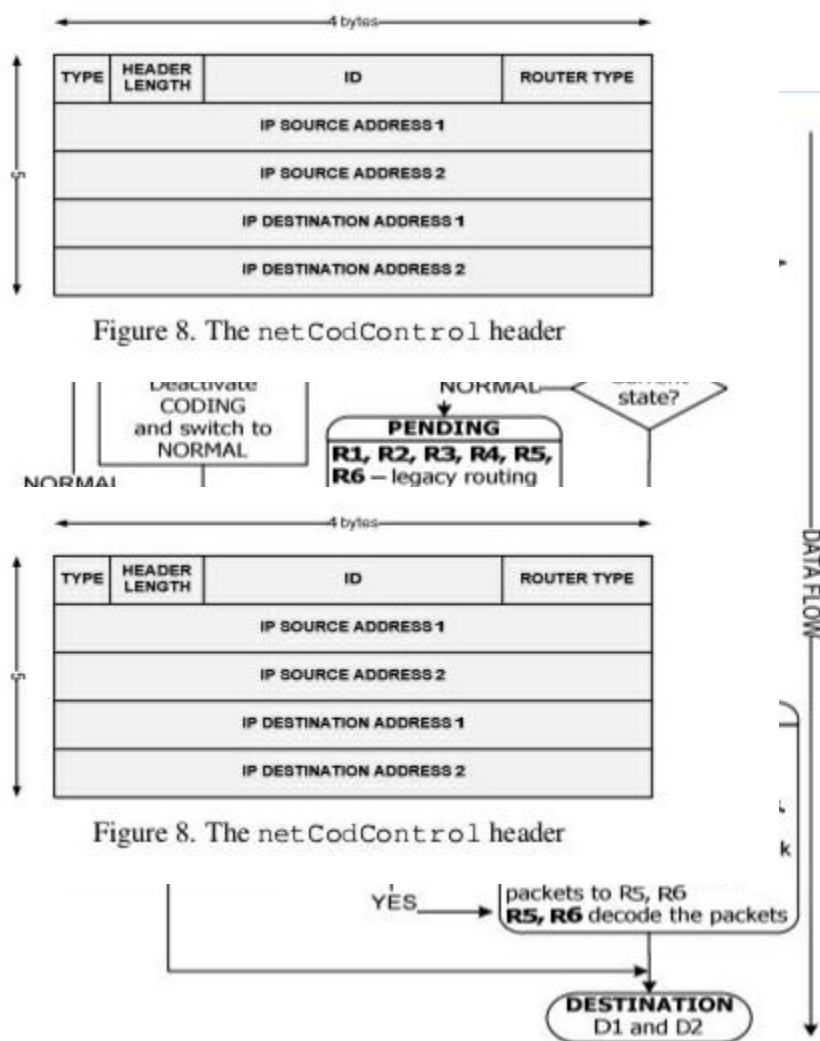 4 bytes
TYPE HEADER LENGTH ID ROUTER TYPE
IP SOURCE ADDRESS 1
IP SOURCE ADDRESS 2
IP DESTINATION ADDRESS 1
IP DESTINATION ADDRESS 2
5
Figure 8. The netCodControl header
Deactivate
CODING
and switch to
NORMAL
NORMAL
NORMAL
state?
PENDING
R1, R2, R3, R4, R5,
R6 – legacy routing
4 bytes
TYPE HEADER LENGTH ID ROUTER TYPE
IP SOURCE ADDRESS 1
IP SOURCE ADDRESS 2
IP DESTINATION ADDRESS 1
IP DESTINATION ADDRESS 2
5
Figure 8. The netCodControl header
DATA FLOW
k
YES
packets to R5, R6
R5, R6 decode the packets
DESTINATION
D1 and D2